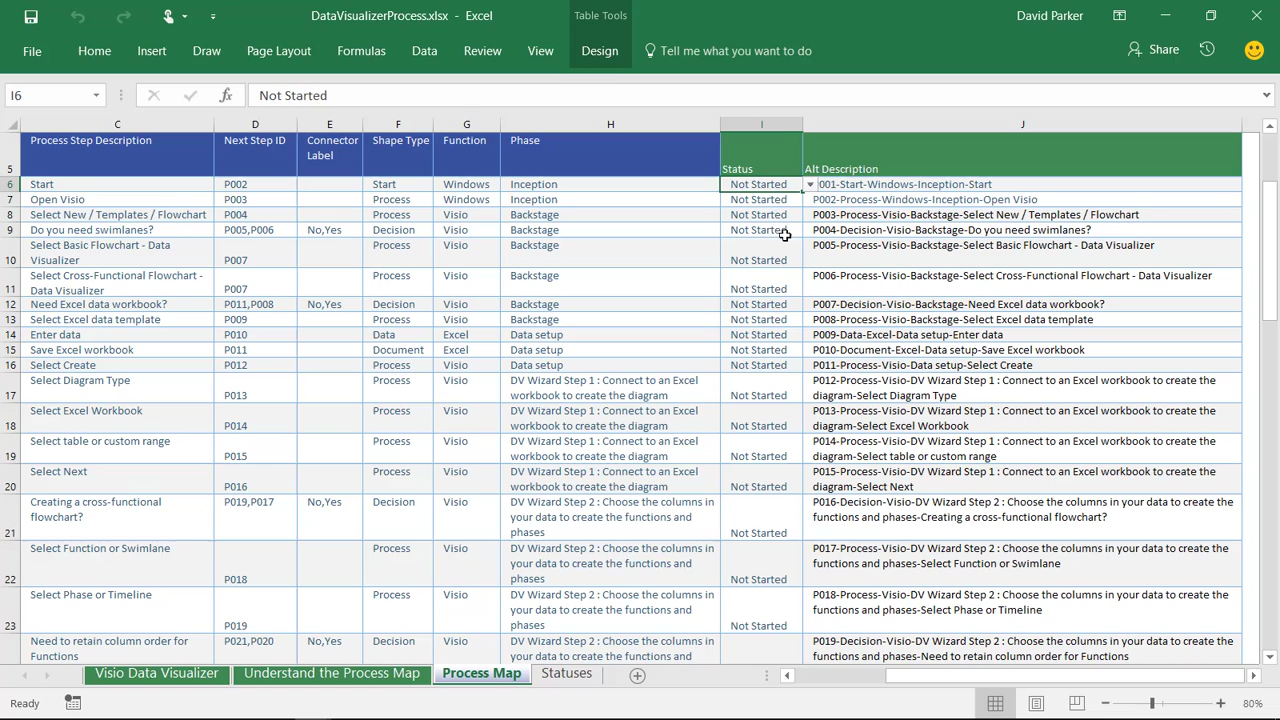 DataVisualizerProcess.xlsx - Excel
Table Tools
David Parker
File Home Insert Draw Page Layout Formulas Data Review View Design Tell me what you want to do Share
I6 fx Not Started
C D E F G H I J
5 Process Step Description Next Step ID Connector Label Shape Type Function Phase Status Alt Description
6 Start P002 Start Windows Inception Not Started 001-Start-Windows-Inception-Start
7 Open Visio P003 Process Windows Inception Not Started P002-Process-Windows-Inception-Open Visio
8 Select New / Templates / Flowchart P004 Process Visio Backstage Not Started P003-Process-Visio-Backstage-Select New / Templates / Flowchart
9 Do you need swimlanes? P005,P006 No,Yes Decision Visio Backstage Not Started P004-Decision-Visio-Backstage-Do you need swimlanes?
Select Basic Flowchart - Data Process Visio Backstage P005-Process-Visio-Backstage-Select Basic Flowchart - Data Visualizer
10 Visualizer P007 Not Started
Select Cross-Functional Flowchart - Process Visio Backstage P006-Process-Visio-Backstage-Select Cross-Functional Flowchart - Data Visualizer
11 Data Visualizer P007 Not Started
12 Need Excel data workbook? P011,P008 No,Yes Decision Visio Backstage Not Started P007-Decision-Visio-Backstage-Need Excel data workbook?
13 Select Excel data template P009 Process Visio Backstage Not Started P008-Process-Visio-Backstage-Select Excel data template
14 Enter data P010 Data Excel Data setup Not Started P009-Data-Excel-Data setup-Enter data
15 Save Excel workbook P011 Document Excel Data setup Not Started P010-Document-Excel-Data setup-Save Excel workbook
16 Select Create P012 Process Visio Data setup Not Started P011-Process-Visio-Data setup-Select Create
Select Diagram Type Process Visio DV Wizard Step 1 : Connect to an Excel P012-Process-Visio-DV Wizard Step 1 : Connect to an Excel workbook to create the
17 P013 workbook to create the diagram Not Started diagram-Select Diagram Type
Select Excel Workbook Process Visio DV Wizard Step 1 : Connect to an Excel P013-Process-Visio-DV Wizard Step 1 : Connect to an Excel workbook to create the
18 P014 workbook to create the diagram Not Started diagram-Select Excel Workbook
Select table or custom range Process Visio DV Wizard Step 1 : Connect to an Excel P014-Process-Visio-DV Wizard Step 1 : Connect to an Excel workbook to create the
19 P015 workbook to create the diagram Not Started diagram-Select table or custom range
Select Next Process Visio DV Wizard Step 1 : Connect to an Excel P015-Process-Visio-DV Wizard Step 1 : Connect to an Excel workbook to create the
20 P016 workbook to create the diagram Not Started diagram-Select Next
Creating a cross-functional P019,P017 No,Yes Decision Visio DV Wizard Step 2 : Choose the columns in P016-Decision-Visio-DV Wizard Step 2 : Choose the columns in your data to create the
flowchart? your data to create the functions and functions and phases-Creating a cross-functional flowchart?
21 phases Not Started
Select Function or Swimlane Process Visio DV Wizard Step 2 : Choose the columns in P017-Process-Visio-DV Wizard Step 2 : Choose the columns in your data to create the
your data to create the functions and functions and phases-Select Function or Swimlane
22 P018 phases Not Started
Select Phase or Timeline Process Visio DV Wizard Step 2 : Choose the columns in P018-Process-Visio-DV Wizard Step 2 : Choose the columns in your data to create the
your data to create the functions and functions and phases-Select Phase or Timeline
23 P019 phases Not Started
Need to retain column order for P021,P020 No,Yes Decision Visio DV Wizard Step 2 : Choose the columns in P019-Decision-Visio-DV Wizard Step 2 : Choose the columns in your data to create the
Functions your data to create the functions and functions and phases-Need to retain column order for Functions
Visio Data Visualizer Understand the Process Map Process Map Statuses
Ready 80%